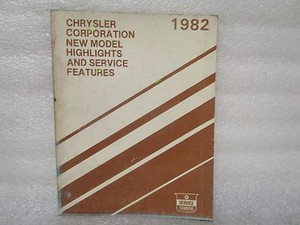 CHRYSLER
CORPORATION
NEW MODEL
HIGHLIGHTS
AND SERVICE
FEATURES
1982